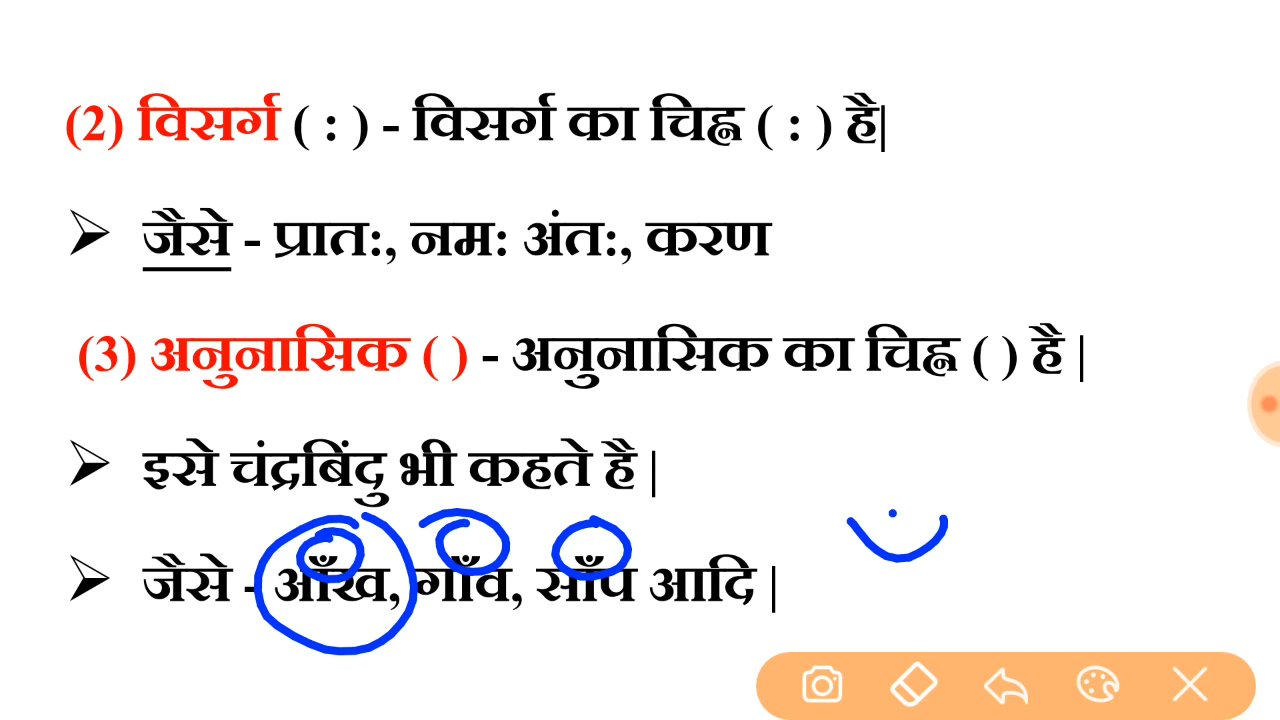 (2) विसर्ग ( : ) - विसर्ग का चिह्न ( : ) है|
➢ जैसे - प्रात:, नम: अंत:, करण
(3) अनुनासिक ( ) - अनुनासिक का चिह्न ( ) है |
➢ इसे चंद्रबिंदु भी कहते है |
➢ जैसे - आँख, गाँव, साँप आदि |